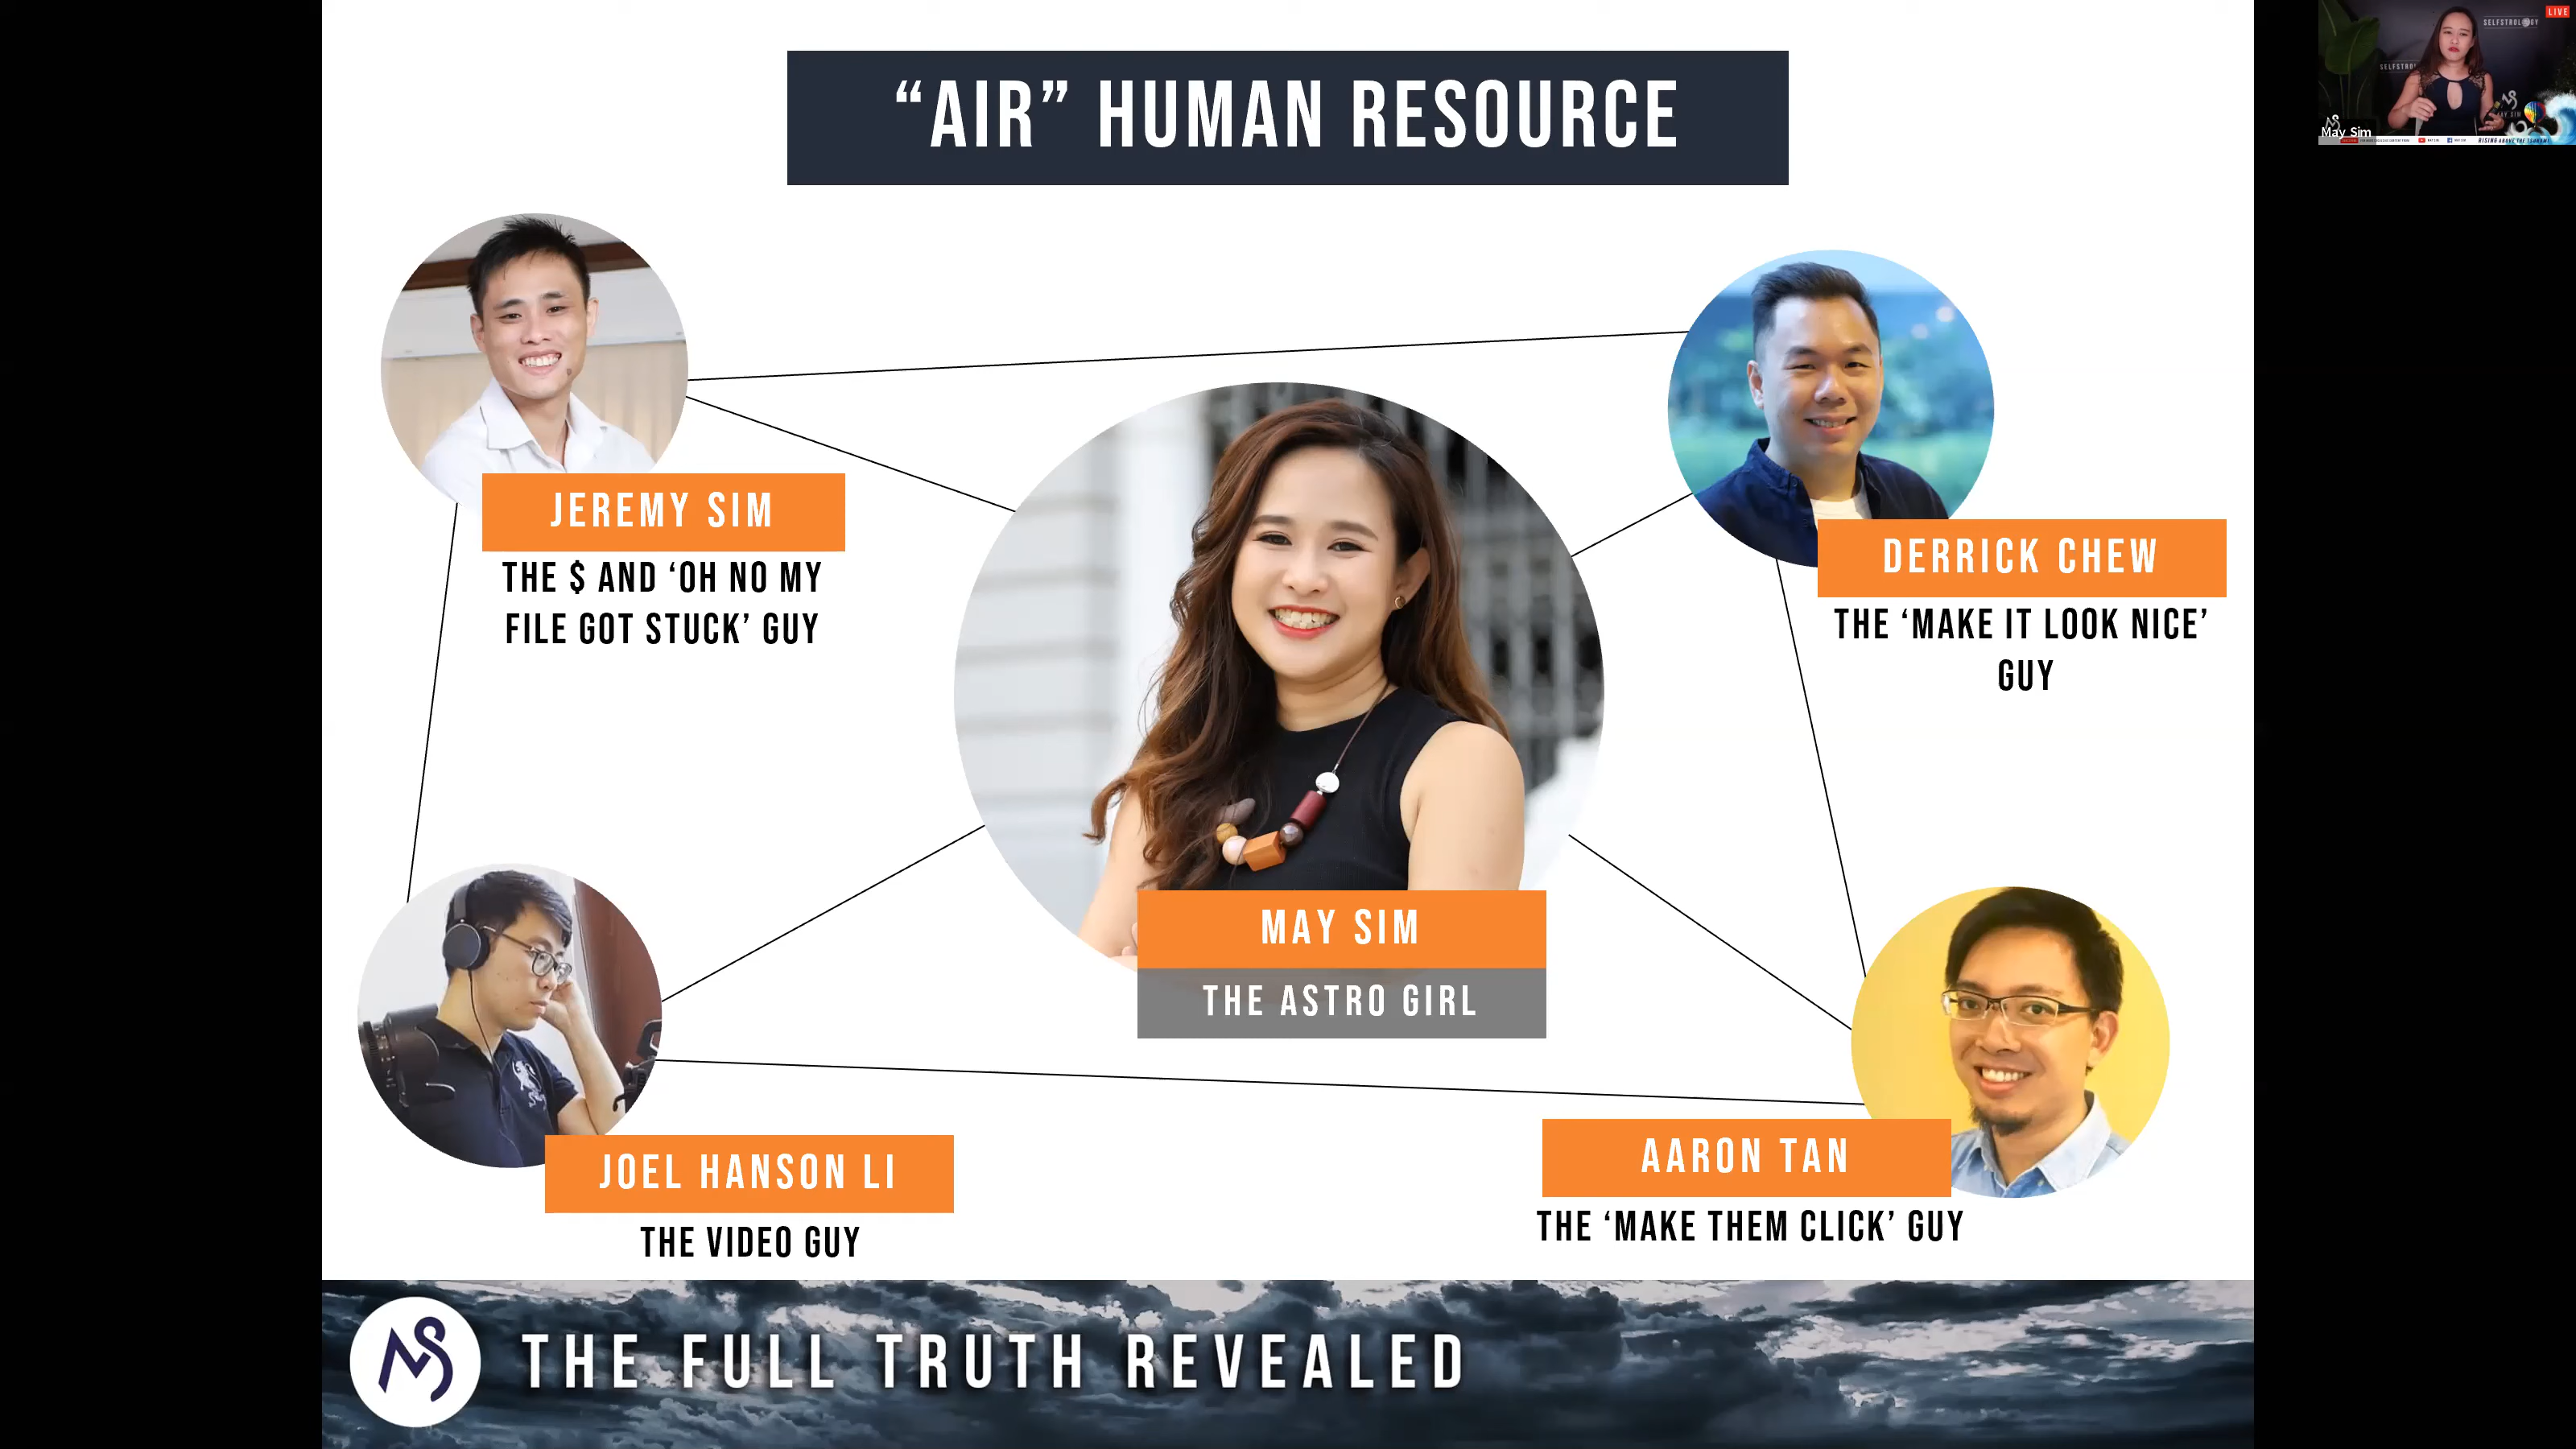 “AIR” HUMAN RESOURCE
SELFSTROLOGY
LIVE
SELFSTRO
May Sim
JEREMY SIM
THE $ AND ‘OH NO MY
FILE GOT STUCK’ GUY
DERRICK CHEW
THE ‘MAKE IT LOOK NICE’
GUY
MAY SIM
THE ASTRO GIRL
JOEL HANSON LI
THE VIDEO GUY
AARON TAN
THE ‘MAKE THEM CLICK’ GUY
THE FULL TRUTH REVEALED